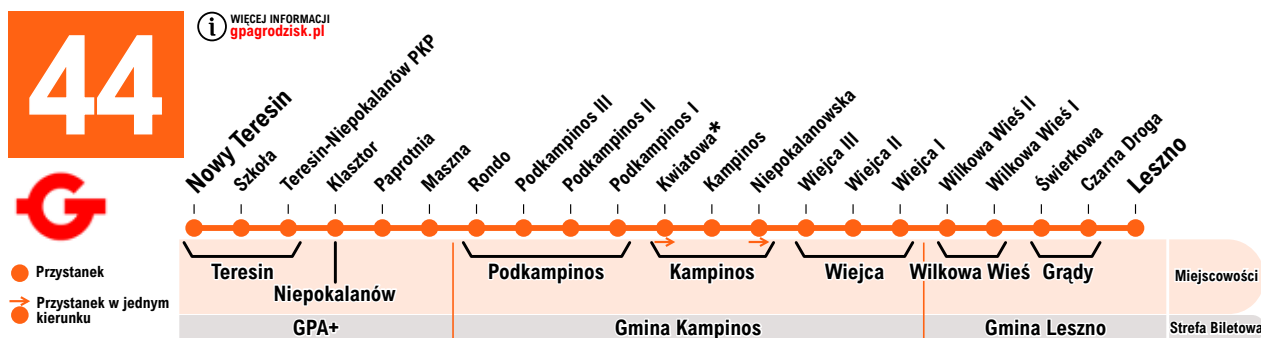 44
WIĘCEJ INFORMACJI
gpagrodzisk.pl
Nowy Teresin
Szkoła
Teresin-Niepokalanów PKP
Klasztor
Paprotnia
Maszna
Rondo
Podkampinos III
Podkampinos II
Podkampinos I
Kwiatowa*
Kampinos
Niepokalanowska
Wiejca III
Wiejca II
Wiejca I
Wilkowa Wieś II
Wilkowa Wieś I
Świerkowa
Czarna Droga
Leszno
Przystanek
Przystanek w jednym
kierunku
Teresin
Niepokalanów
Podkampinos
Kampinos
Wiejca
Wilkowa Wieś
Grądy
Miejscowości
GPA+
Gmina Kampinos
Gmina Leszno
Strefa Biletowa